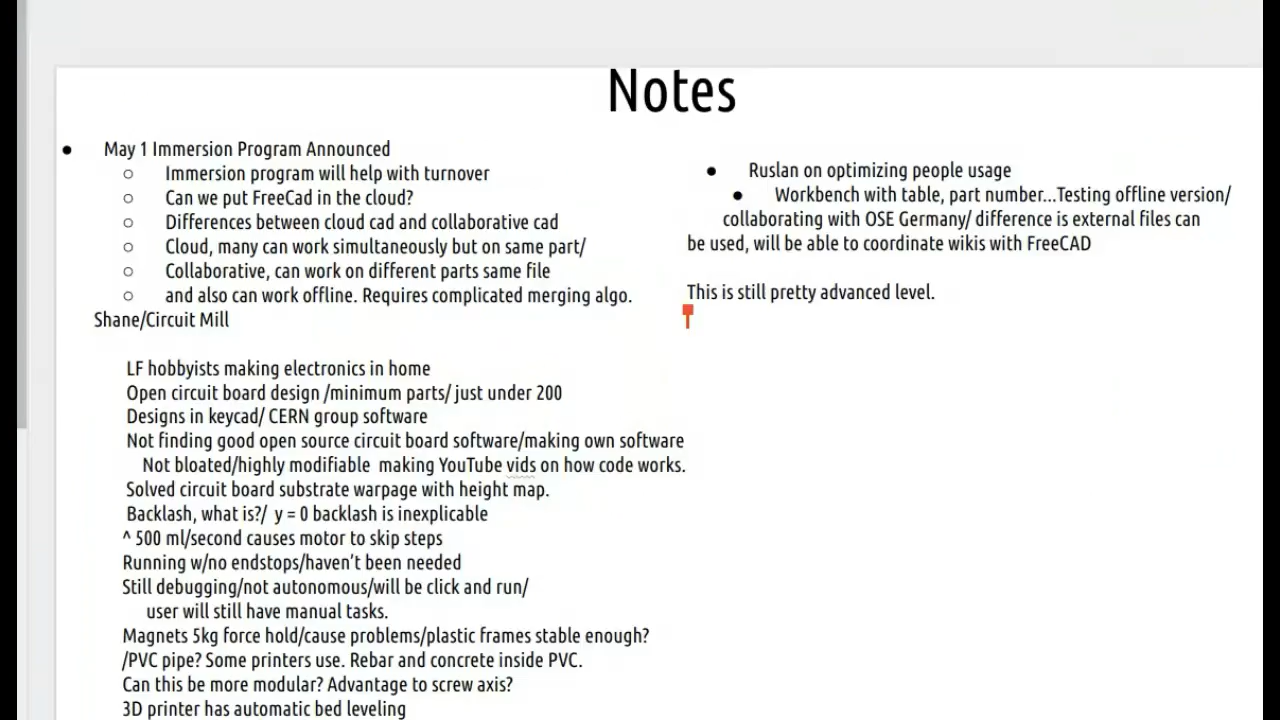 Notes
● May 1 Immersion Program Announced
○ Immersion program will help with turnover
○ Can we put FreeCad in the cloud?
○ Differences between cloud cad and collaborative cad
○ Cloud, many can work simultaneously but on same part/
○ Collaborative, can work on different parts same file
○ and also can work offline. Requires complicated merging algo.
Shane/Circuit Mill
LF hobbyists making electronics in home
Open circuit board design /minimum parts/ just under 200
Designs in keycad/ CERN group software
Not finding good open source circuit board software/making own software
Not bloated/highly modifiable making YouTube vids on how code works.
Solved circuit board substrate warpage with height map.
Backlash, what is?/ y = 0 backlash is inexplicable
^ 500 ml/second causes motor to skip steps
Running w/no endstops/haven’t been needed
Still debugging/not autonomous/will be click and run/
user will still have manual tasks.
Magnets 5kg force hold/cause problems/plastic frames stable enough?
/PVC pipe? Some printers use. Rebar and concrete inside PVC.
Can this be more modular? Advantage to screw axis?
3D printer has automatic bed leveling
● Ruslan on optimizing people usage
● Workbench with table, part number...Testing offline version/
collaborating with OSE Germany/ difference is external files can
be used, will be able to coordinate wikis with FreeCAD
This is still pretty advanced level.